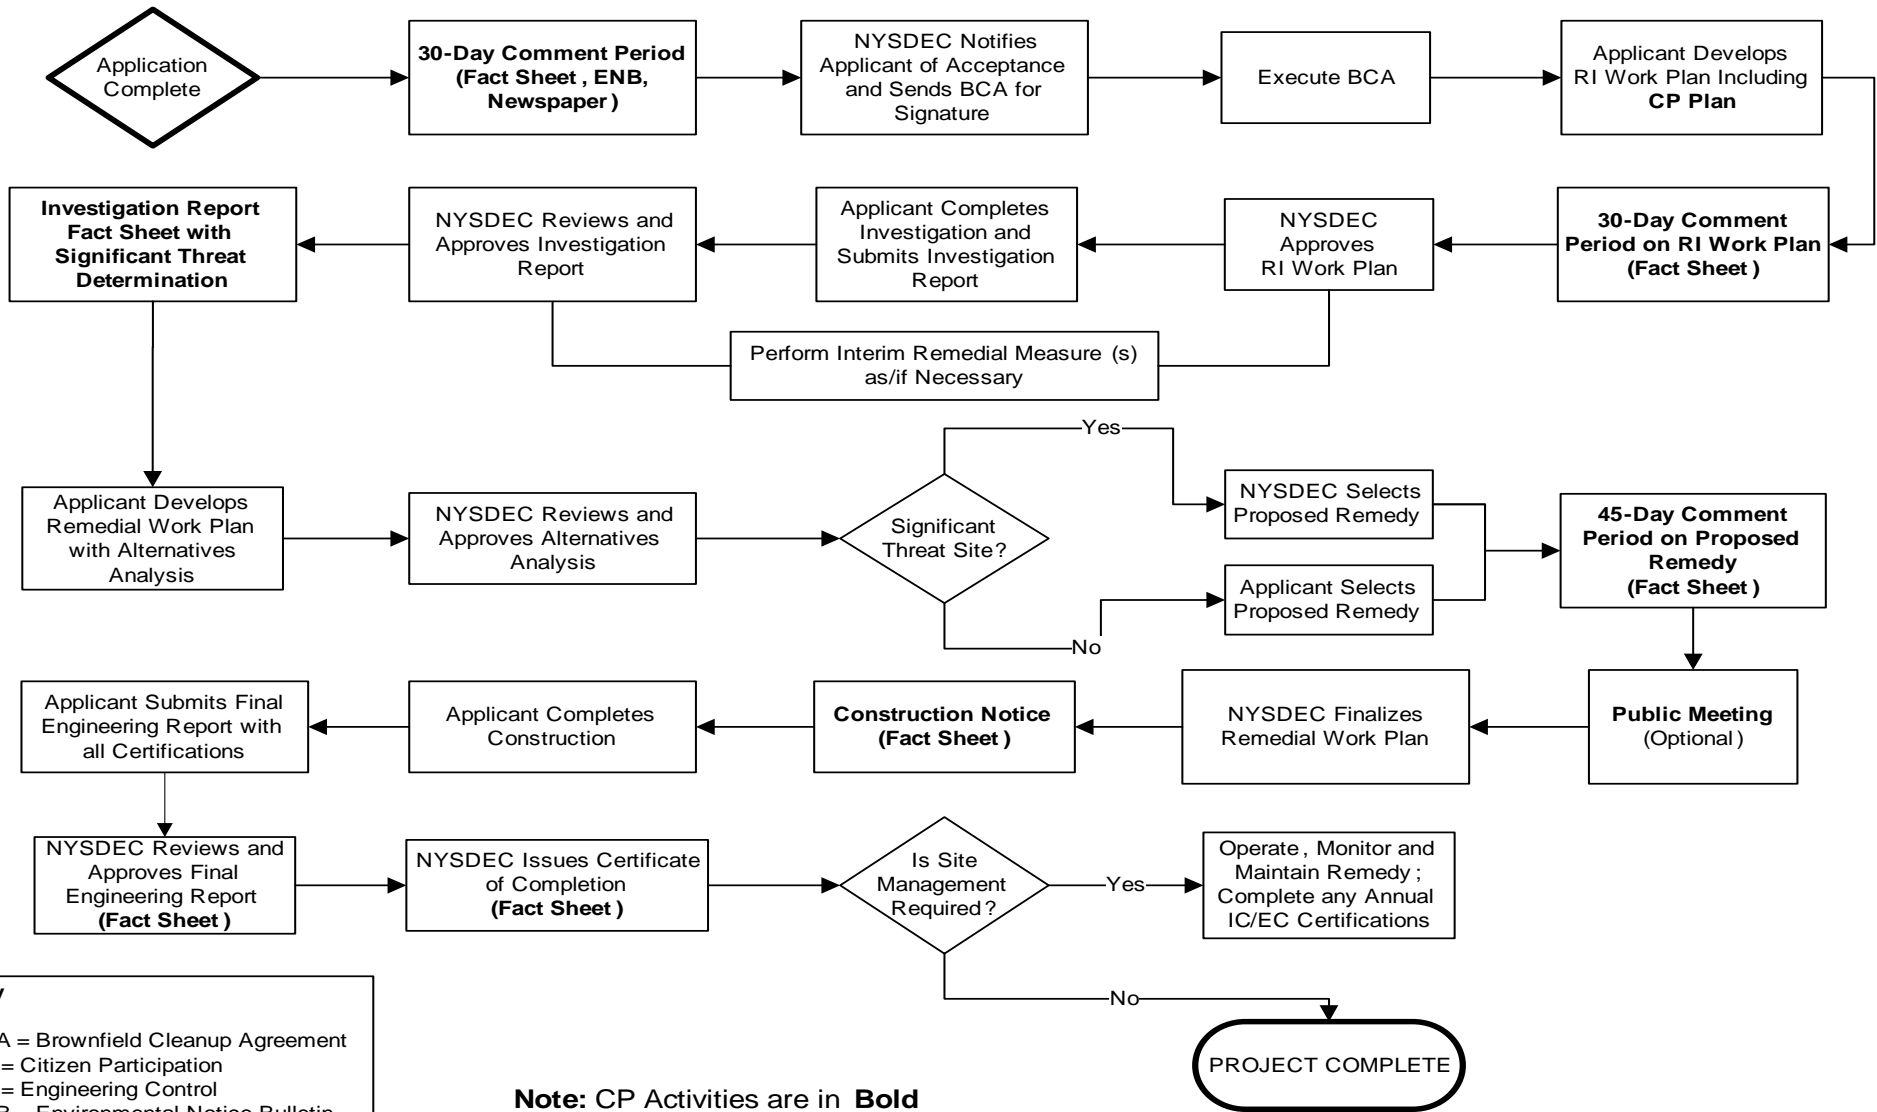 Application
Complete
30-Day Comment Period
(Fact Sheet, ENB,
Newspaper)
NYSDEC Notifies
Applicant of Acceptance
and Sends BCA for
Signature
Execute BCA
Applicant Develops
RI Work Plan Including
CP Plan
30-Day Comment
Period on RI Work Plan
(Fact Sheet)
NYSDEC
Approves
RI Work Plan
Applicant Completes
Investigation and
Submits Investigation
Report
NYSDEC Reviews and
Approves Investigation
Report
Investigation Report
Fact Sheet with
Significant Threat
Determination
Perform Interim Remedial Measure (s)
as/if Necessary
Applicant Develops
Remedial Work Plan
with Alternatives
Analysis
NYSDEC Reviews and
Approves Alternatives
Analysis
Significant
Threat Site?
Yes
No
NYSDEC Selects
Proposed Remedy
Applicant Selects
Proposed Remedy
45-Day Comment
Period on Proposed
Remedy
(Fact Sheet)
Public Meeting
(Optional)
NYSDEC Finalizes
Remedial Work Plan
Construction Notice
(Fact Sheet)
Applicant Completes
Construction
Applicant Submits Final
Engineering Report with
all Certifications
NYSDEC Reviews and
Approves Final
Engineering Report
(Fact Sheet)
NYSDEC Issues Certificate
of Completion
(Fact Sheet)
Is Site
Management
Required?
Yes
Operate, Monitor and
Maintain Remedy;
Complete any Annual
IC/EC Certifications
No
PROJECT COMPLETE
A = Brownfield Cleanup Agreement
= Citizen Participation
= Engineering Control
= Environmental Notice Bulletin
Note: CP Activities are in Bold